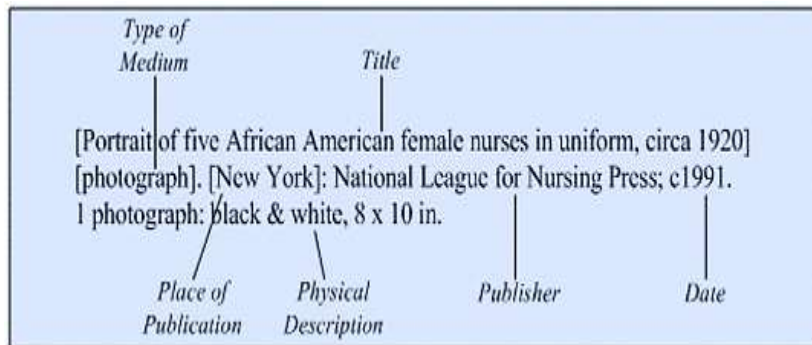 Type of
Medium
Title
[Portrait of five African American female nurses in uniform, circa 1920]
[photograph]. [New York]: National League for Nursing Press; c1991.
1 photograph: black & white, 8 x 10 in.
Place of
Publication
Physical
Description
Publisher
Date